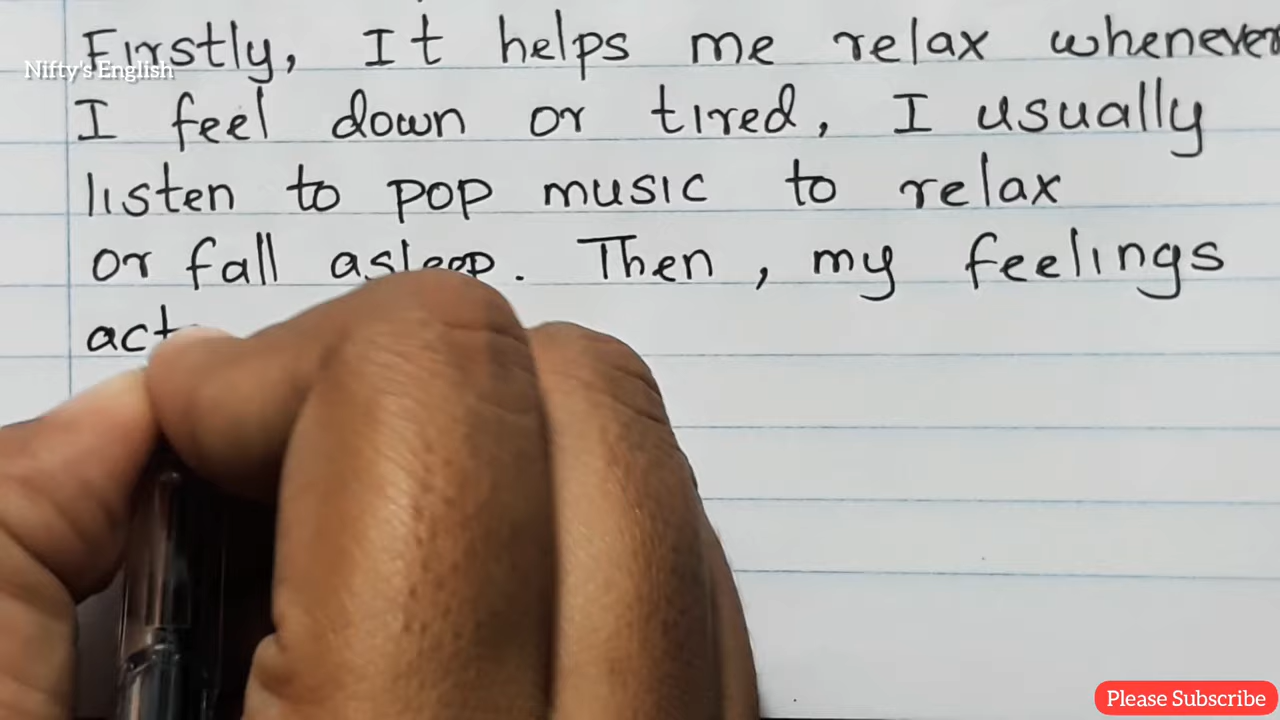 Firstly, It helps me relax whenever
Nifty's English
I feel down or tired, I usually
listen to pop music to relax
or fall asleep. Then, my feelings
act
Please Subscribe